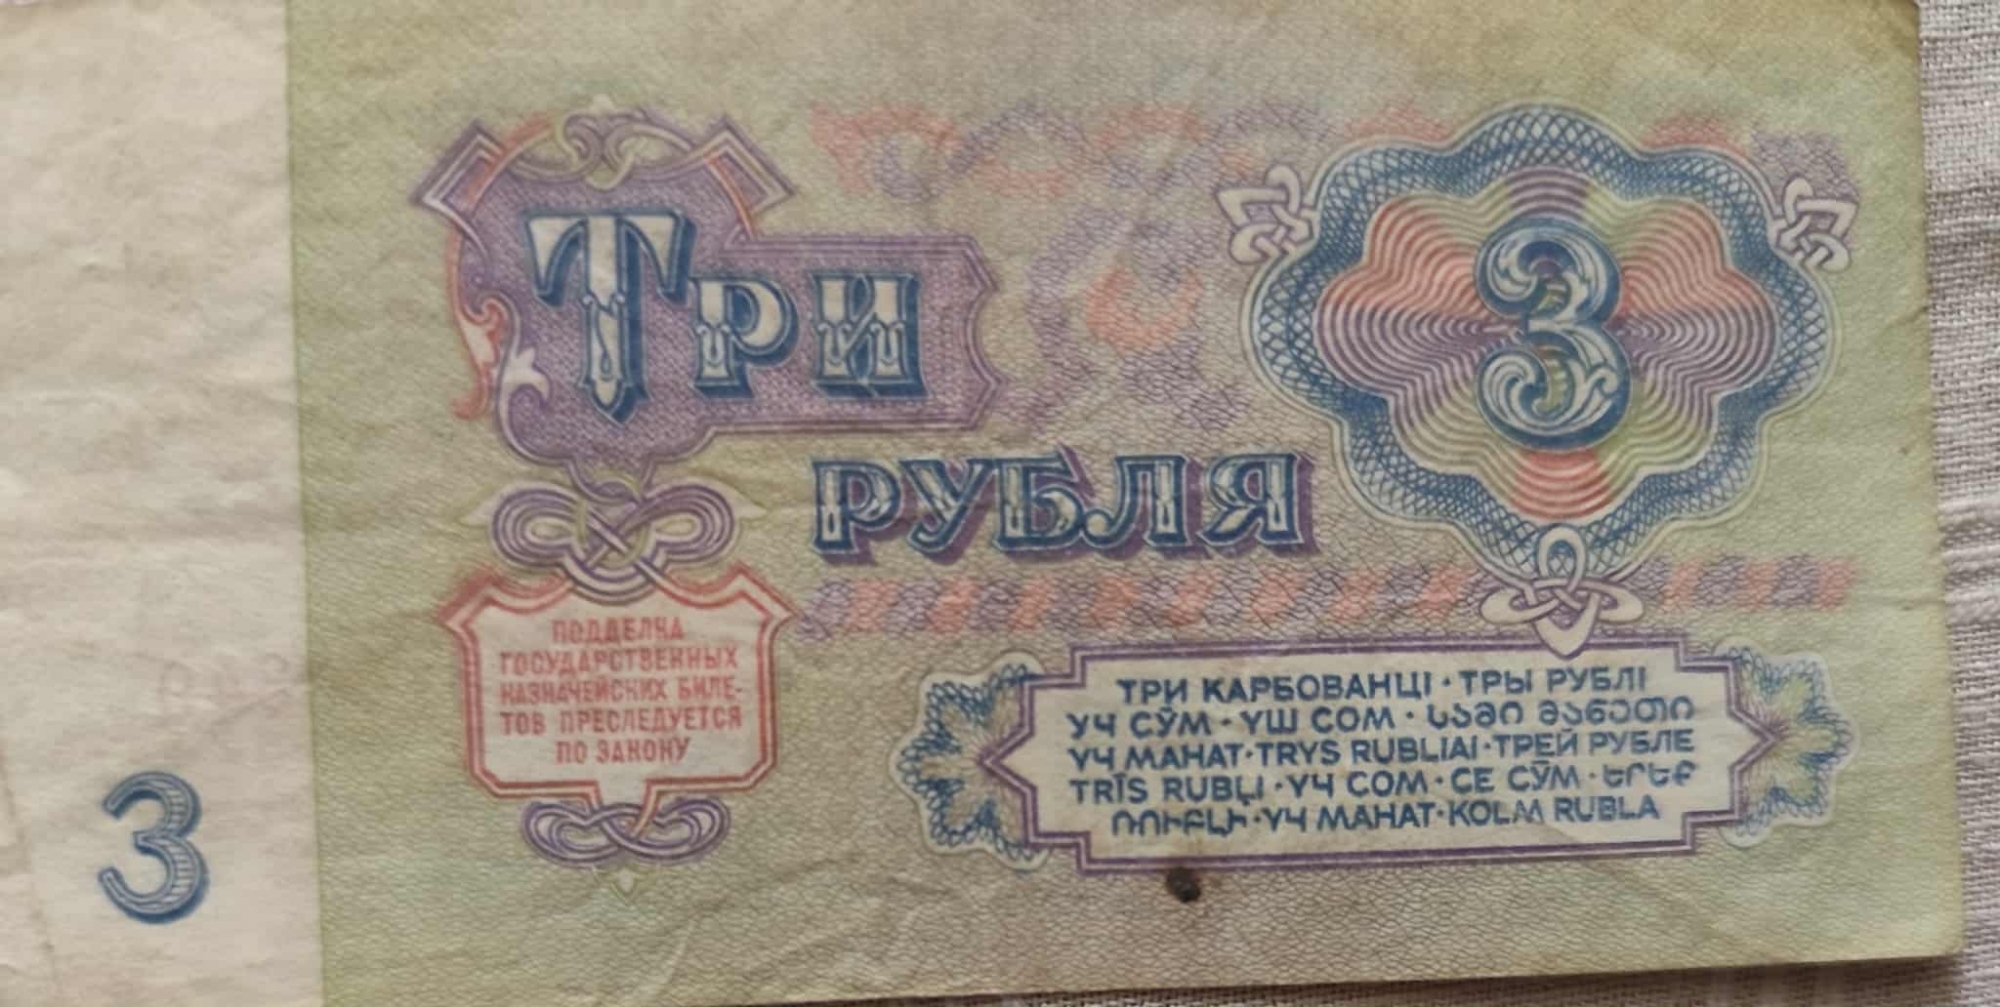 ТРИ
3
РУБЛЯ
ПОДДЕЛКА
ГОСУДАРСТВЕННЫХ
КАЗНАЧЕЙСКИХ БИЛЕ-
ТОВ ПРЕСЛЕДУЕТСЯ
ПО ЗАКОНУ
ТРИ КАРБОВАНЦІ · ТРЫ РУБЛІ
УЧ СЎМ · ҮШ СОМ · ᲡᲐᲛᲘ ᲛᲐᲜᲔᲗᲘ
УЧ МАНАТ · TRYS RUBLIAI · ТРЕЙ РУБЛЕ
TRĪS RUBĻI · ҮЧ СОМ · СЕ СӮМ · ԵՐԵՔ
ՌՈՒԲԼԻ · ҮЧ МАНАТ · KOLM RUBLA
3